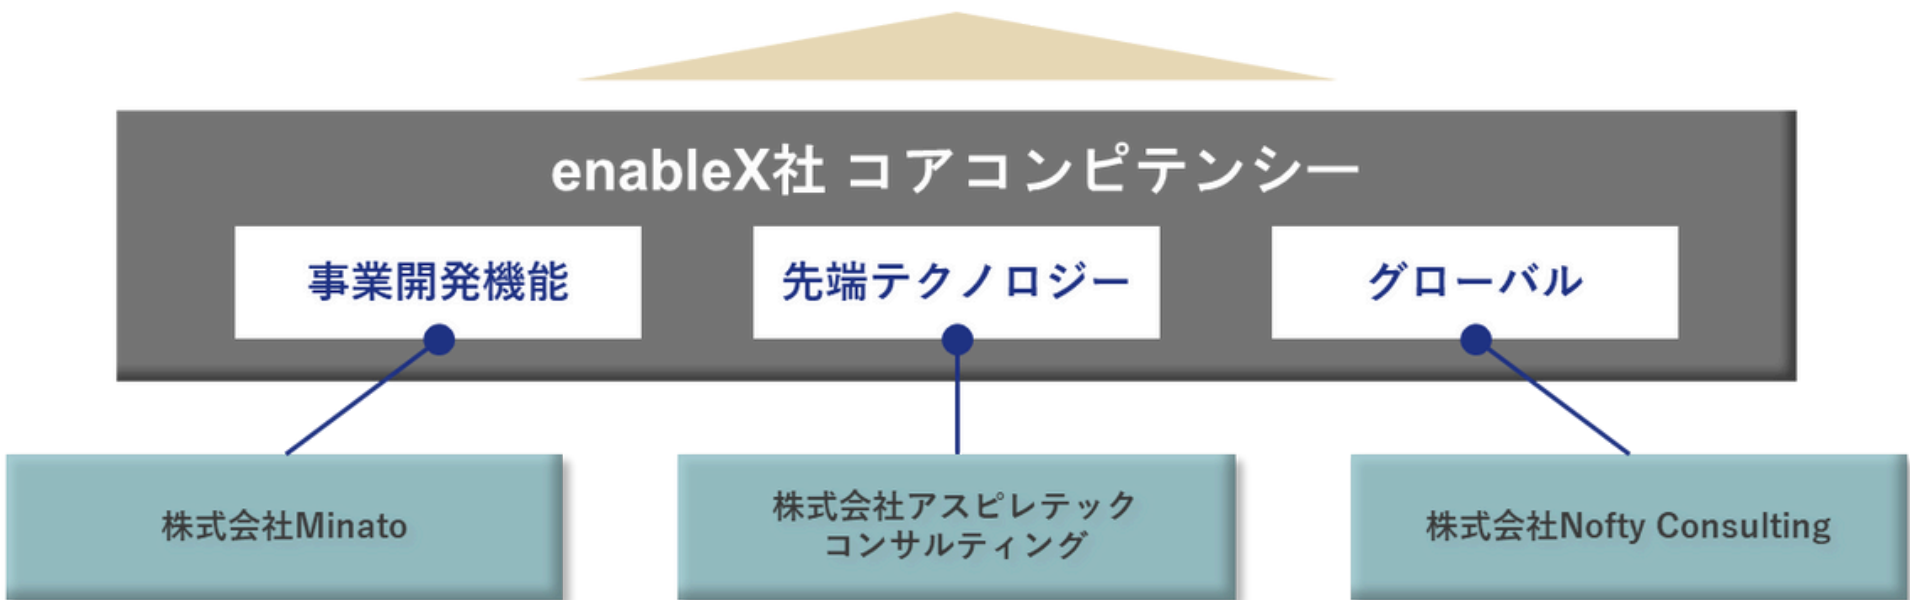 enableX社 コアコンピテンシー
事業開発機能
先端テクノロジー
グローバル
株式会社Minato
株式会社アスピレテック
コンサルティング
株式会社Nofty Consulting